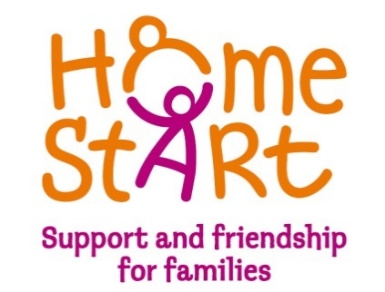 Home
Start
Support and friendship
for families